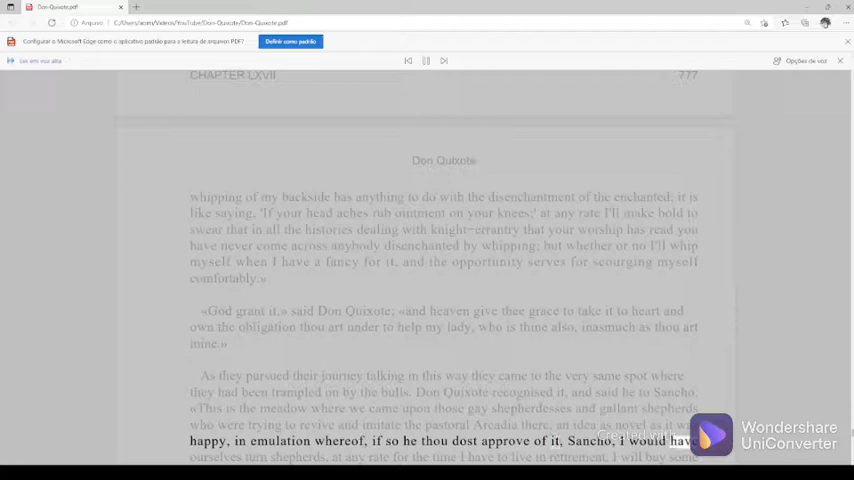 Don-Quixote.pdf
Arquivo C:/Users/acera/Videos/YouTube/Don-Quixote/Don-Quixote.pdf
Configurar o Microsoft Edge como o aplicativo padrão para a leitura de arquivos PDF? Definir como padrão
Ler em voz alta Opções de voz
CHAPTER LXVII 777
Don Quixote
whipping of my backside has anything to do with the disenchantment of the enchanted; it is
like saying, 'If your head aches rub ointment on your knees;' at any rate I'll make bold to
swear that in all the histories dealing with knight-errantry that your worship has read you
have never come across anybody disenchanted by whipping; but whether or no I'll whip
myself when I have a fancy for it, and the opportunity serves for scourging myself
comfortably.»
«God grant it,» said Don Quixote; «and heaven give thee grace to take it to heart and
own the obligation thou art under to help my lady, who is thine also, inasmuch as thou art
mine.»
As they pursued their journey talking in this way they came to the very same spot where
they had been trampled on by the bulls. Don Quixote recognised it, and said he to Sancho,
«This is the meadow where we came upon those gay shepherdesses and gallant shepherds
who were trying to revive and imitate the pastoral Arcadia there, an idea as novel as it was
happy, in emulation whereof, if so he thou dost approve of it, Sancho, I would have
ourselves turn shepherds, at any rate for the time I have to live in retirement. I will buy some
Created with
Wondershare
UniConverter